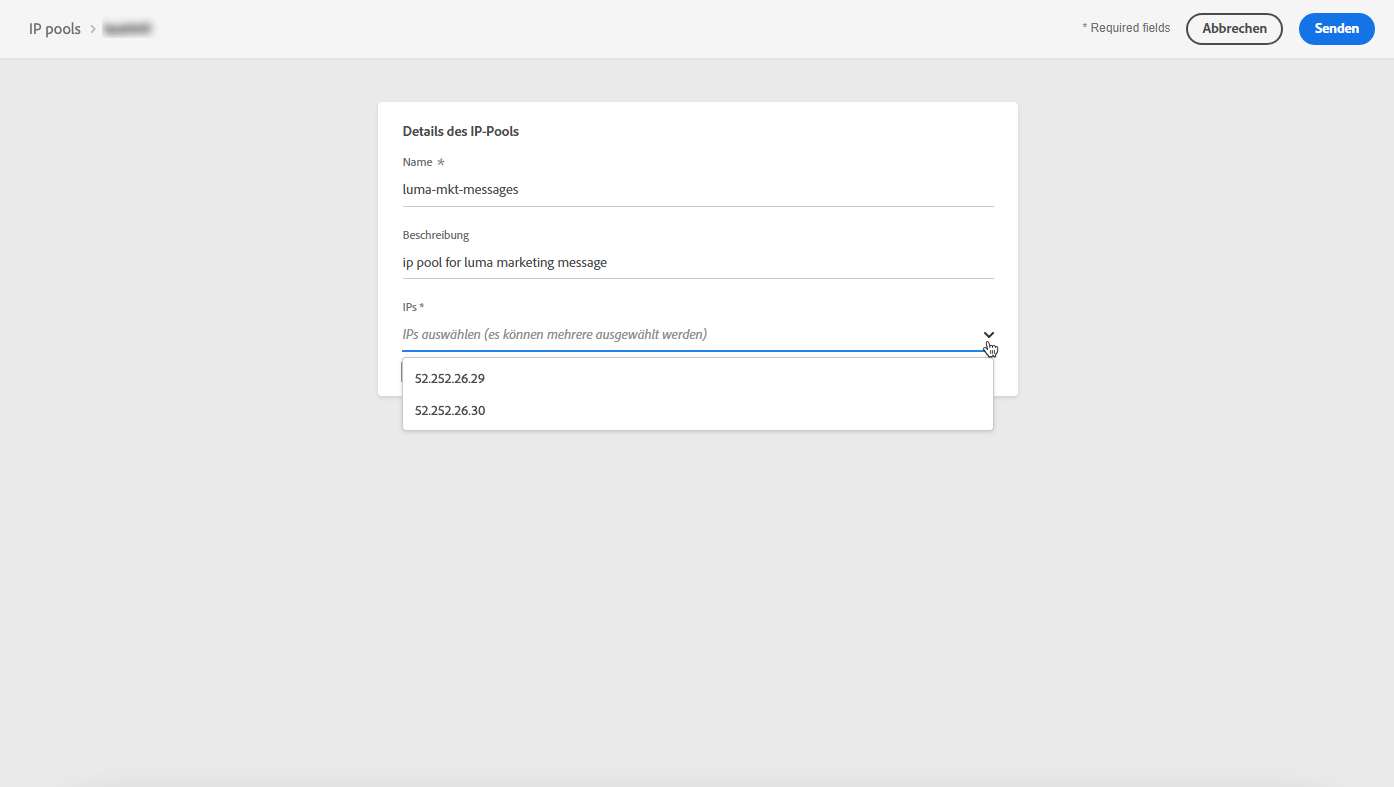 IP pools >
* Required fields
Abbrechen
Senden
Details des IP-Pools
Name *
luma-mkt-messages
Beschreibung
ip pool for luma marketing message
IPs *
IPs auswählen (es können mehrere ausgewählt werden)
52.252.26.29
52.252.26.30